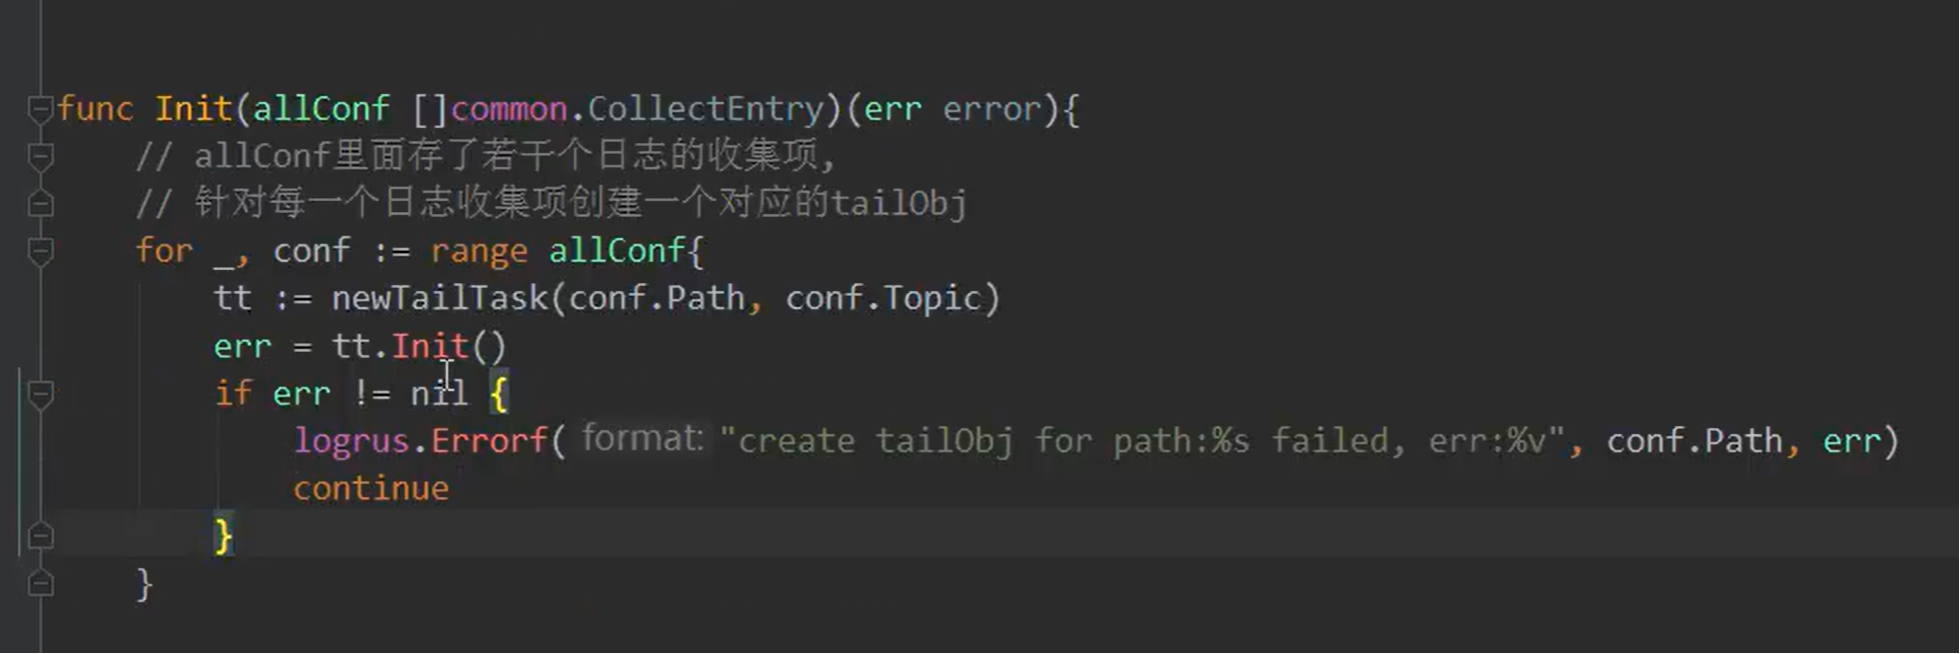 func Init(allConf []common.CollectEntry)(err error){
// allConf里面存了若干个日志的收集项,
// 针对每一个日志收集项创建一个对应的tailObj
for _, conf := range allConf{
tt := newTailTask(conf.Path, conf.Topic)
err = tt.Init()
if err != nil {
logrus.Errorf( format: "create tailObj for path:%s failed, err:%v", conf.Path, err)
continue
}
}